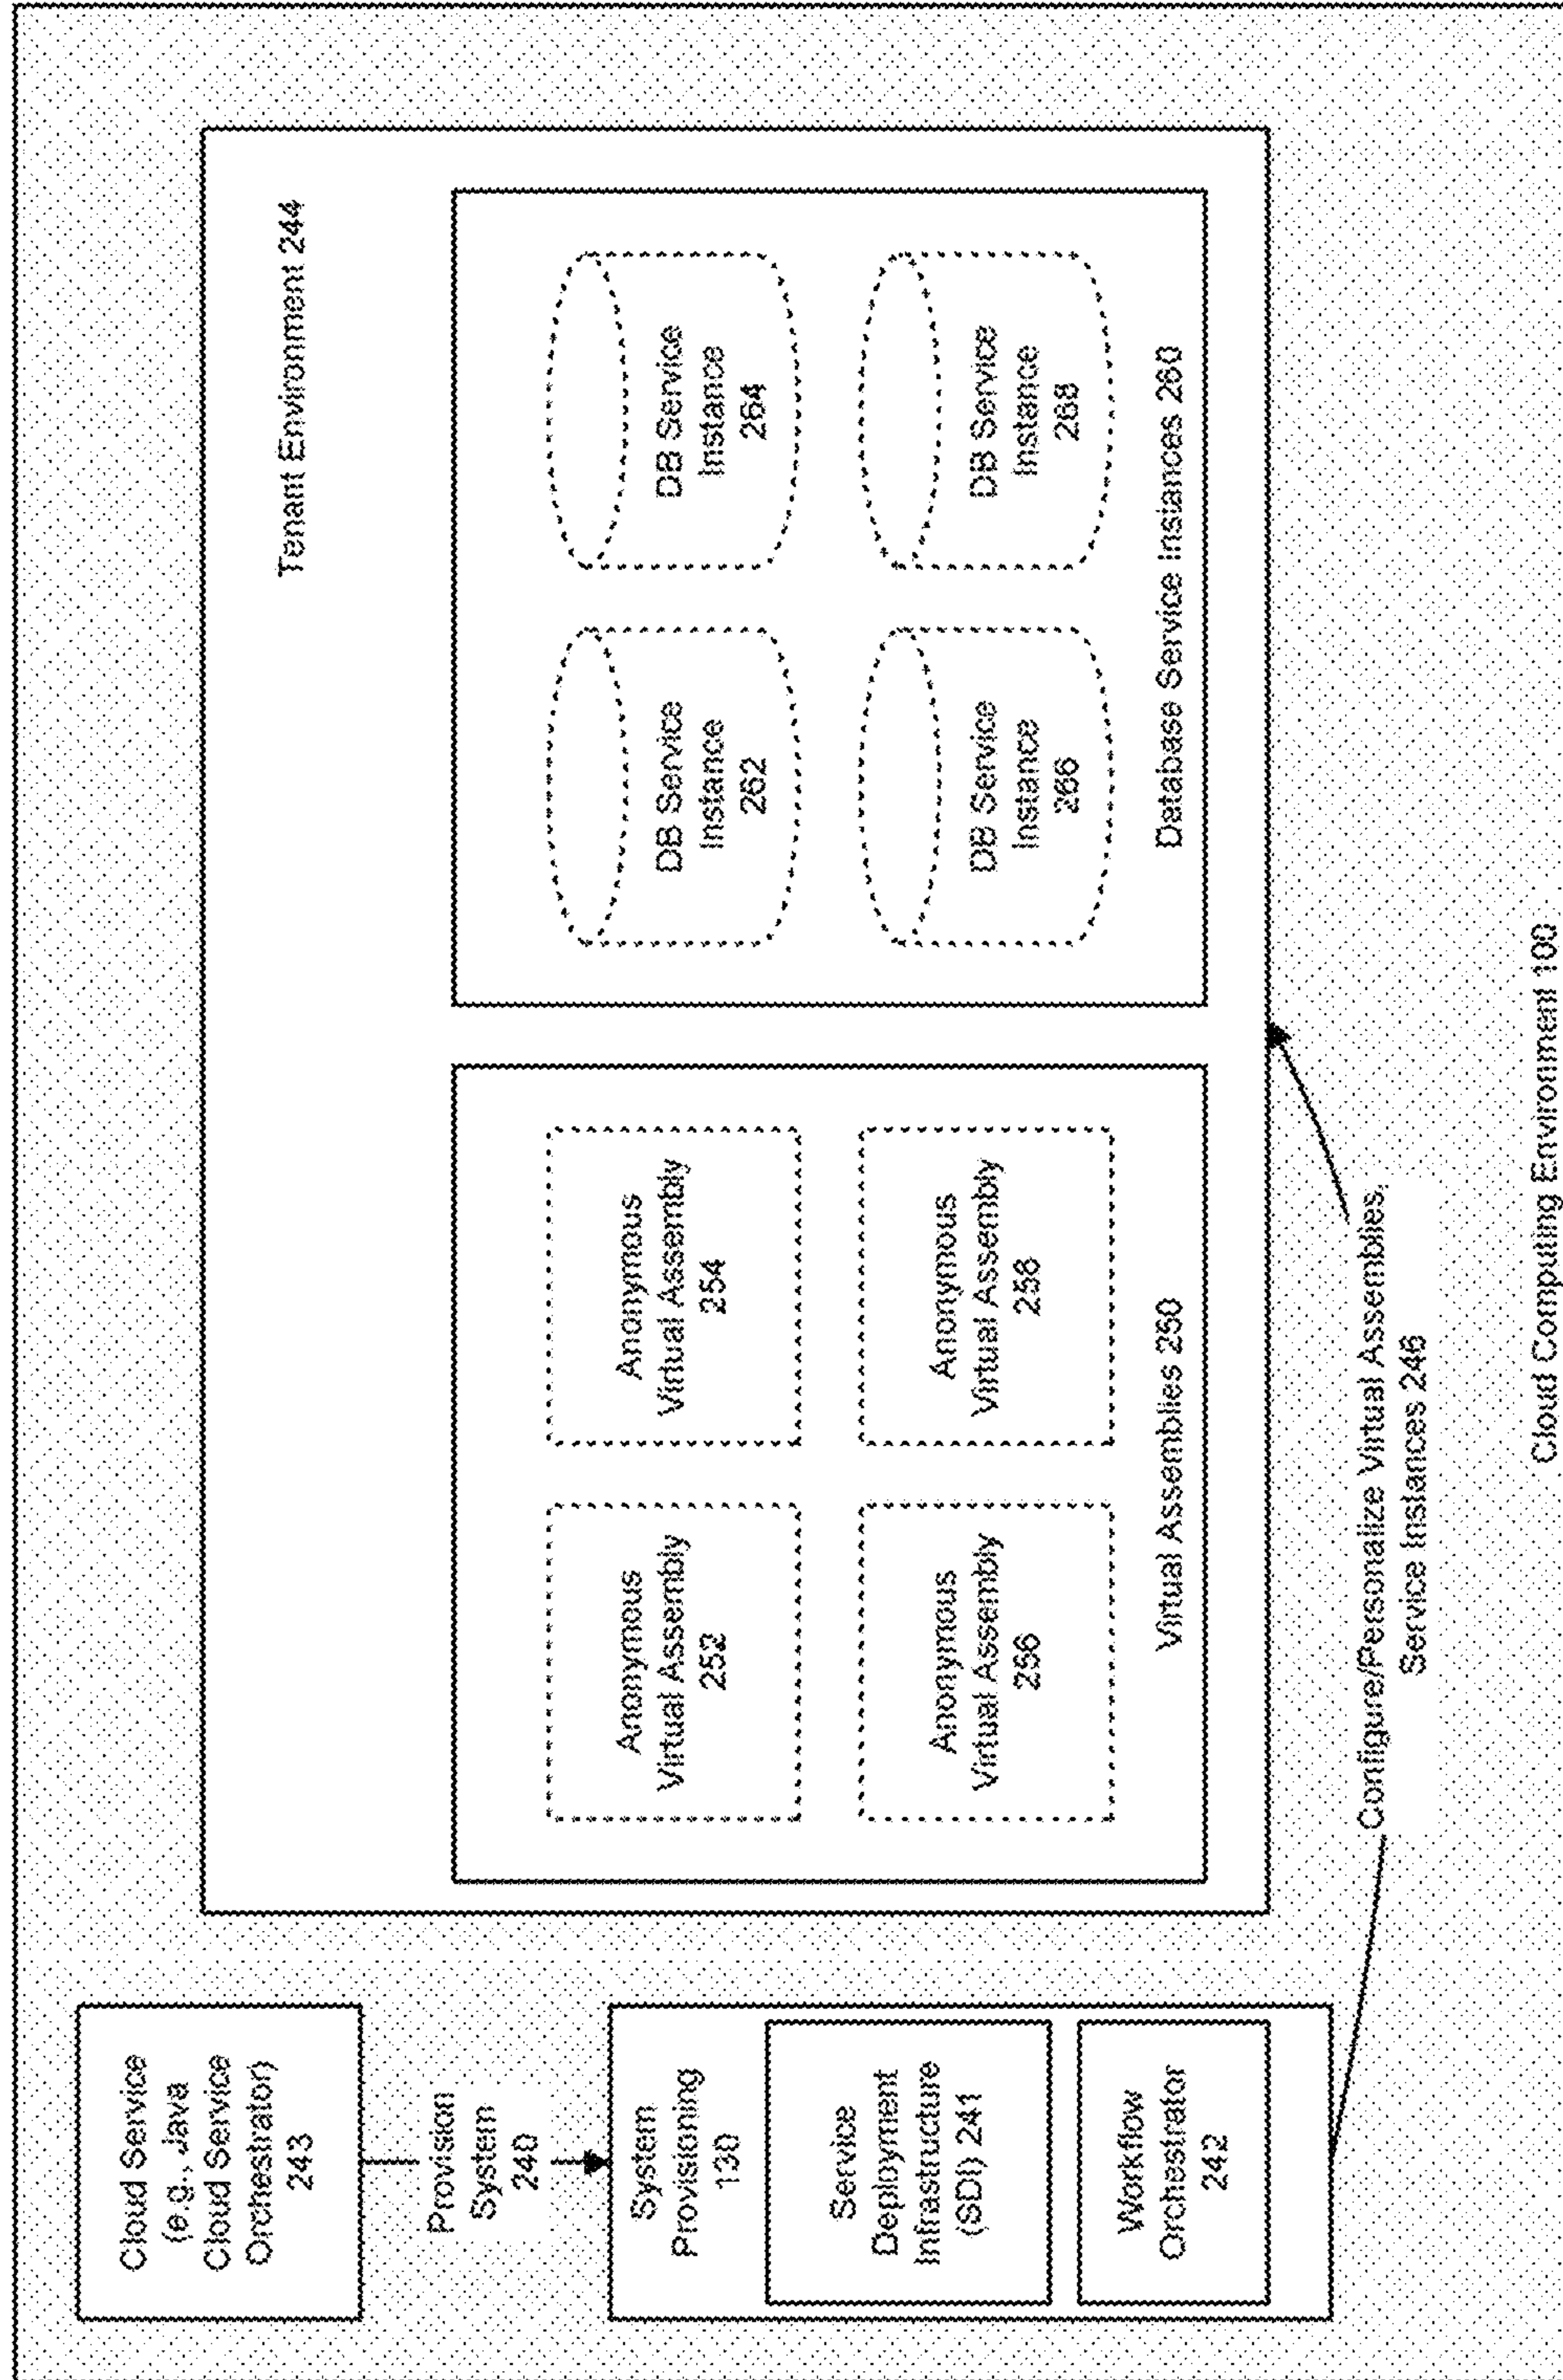 Cloud Service
(e.g., Java
Cloud Service
Orchestrator)
243
Provision
System
240
System
Provisioning
130
Service
Deployment
Infrastructure
(SDI) 241
Workflow
Orchestrator
242
Tenant Environment 244
Anonymous
Virtual Assembly
252
Anonymous
Virtual Assembly
254
Anonymous
Virtual Assembly
256
Anonymous
Virtual Assembly
258
Virtual Assemblies 250
DB Service
Instance
262
DB Service
Instance
264
DB Service
Instance
266
DB Service
Instance
268
Database Service Instances 260
Configure/Personalize Virtual Assemblies,
Service Instances 246
Cloud Computing Environment 100